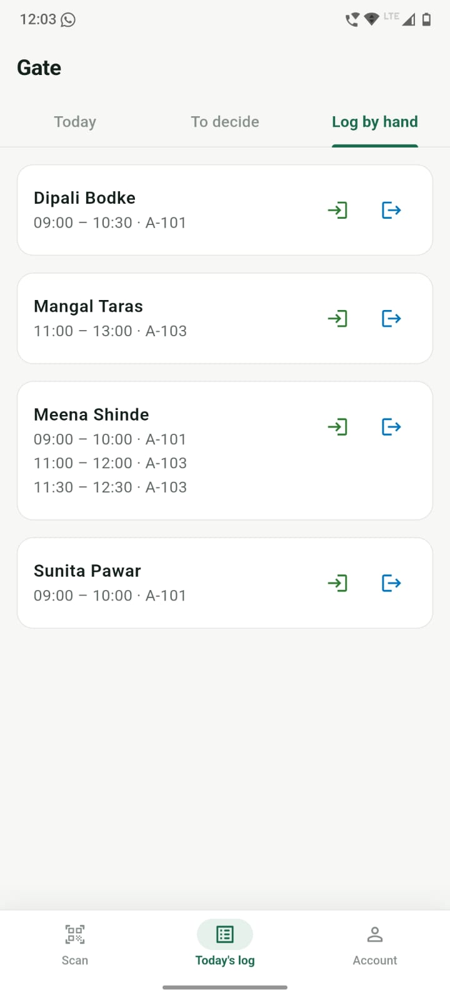 12:03
LTE
Gate
Today
To decide
Log by hand
Dipali Bodke
09:00 – 10:30 · A-101
Mangal Taras
11:00 – 13:00 · A-103
Meena Shinde
09:00 – 10:00 · A-101
11:00 – 12:00 · A-103
11:30 – 12:30 · A-103
Sunita Pawar
09:00 – 10:00 · A-101
Scan
Today's log
Account